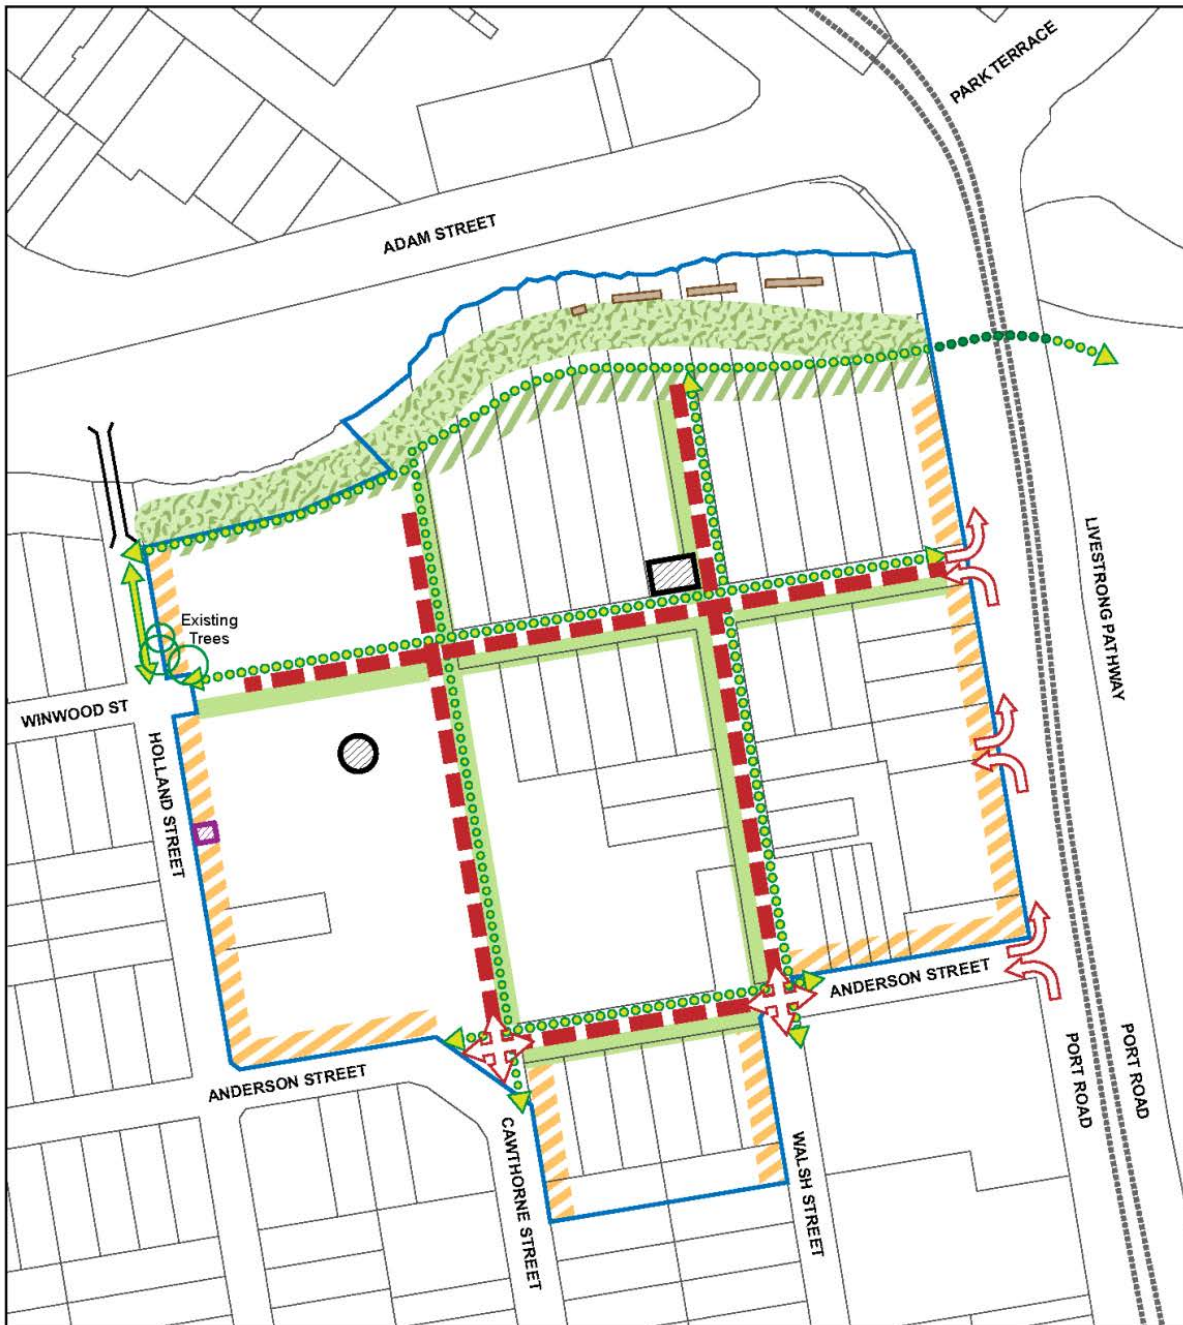 PARK TERRACE
ADAM STREET
LIVESTRONG PATHWAY
Existing
Trees
WINWOOD ST
HOLLAND STREET
ANDERSON STREET
ANDERSON STREET
PORT ROAD
PORT ROAD
CAWTHORNE STREET
WALSH STREET